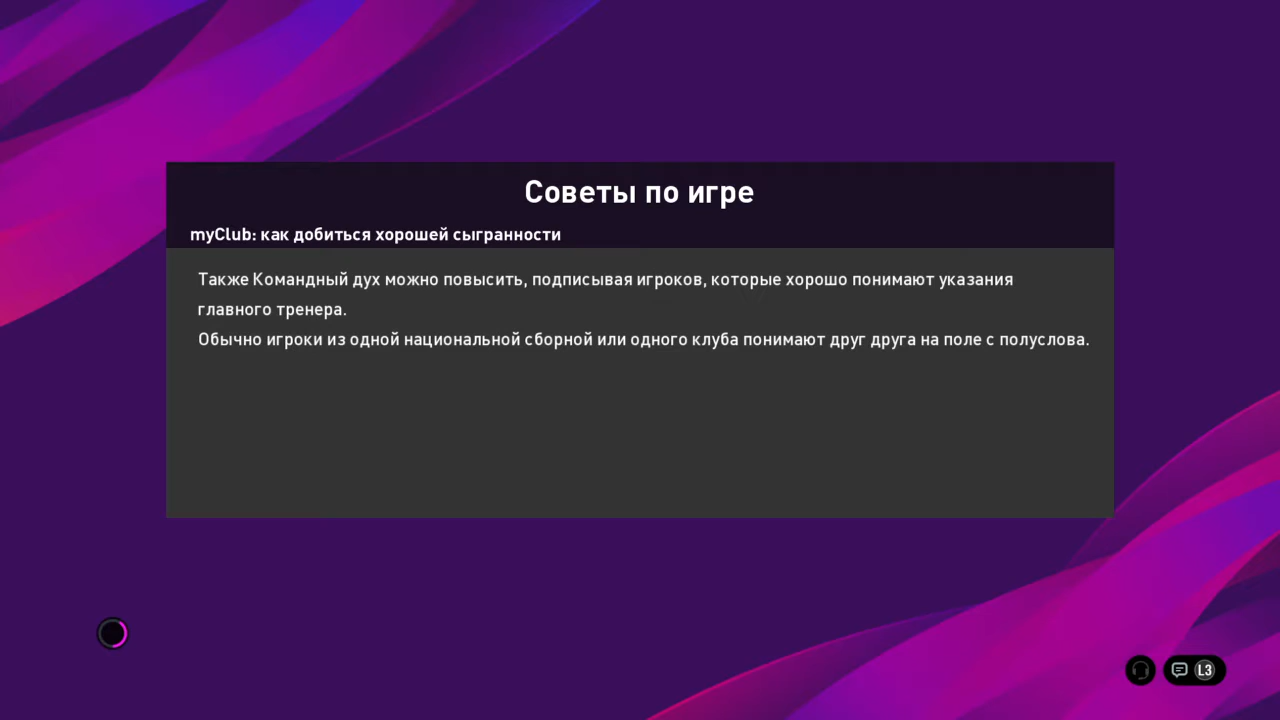 Советы по игре
myClub: как добиться хорошей сыгранности
Также Командный дух можно повысить, подписывая игроков, которые хорошо понимают указания
главного тренера.
Обычно игроки из одной национальной сборной или одного клуба понимают друг друга на поле с полуслова.
L3